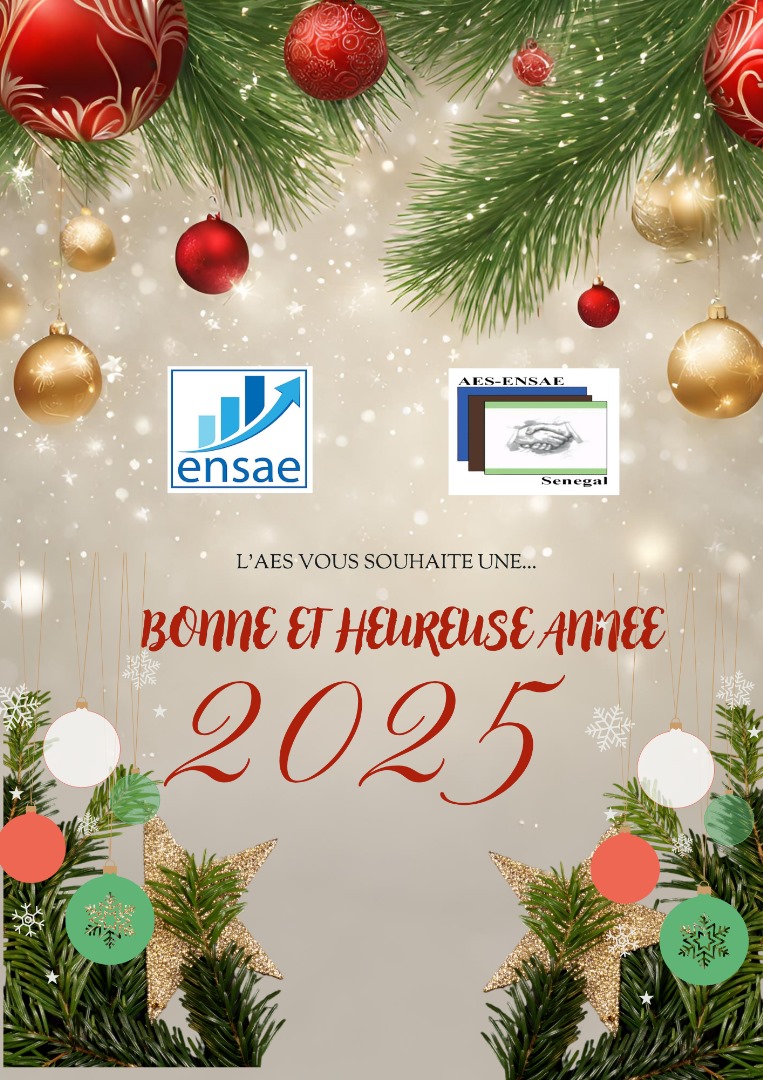 ensae
AES-ENSAE
Senegal
L'AES VOUS SOUHAITE UNE...
BONNE ET HEUREUSE ANNEE
2025